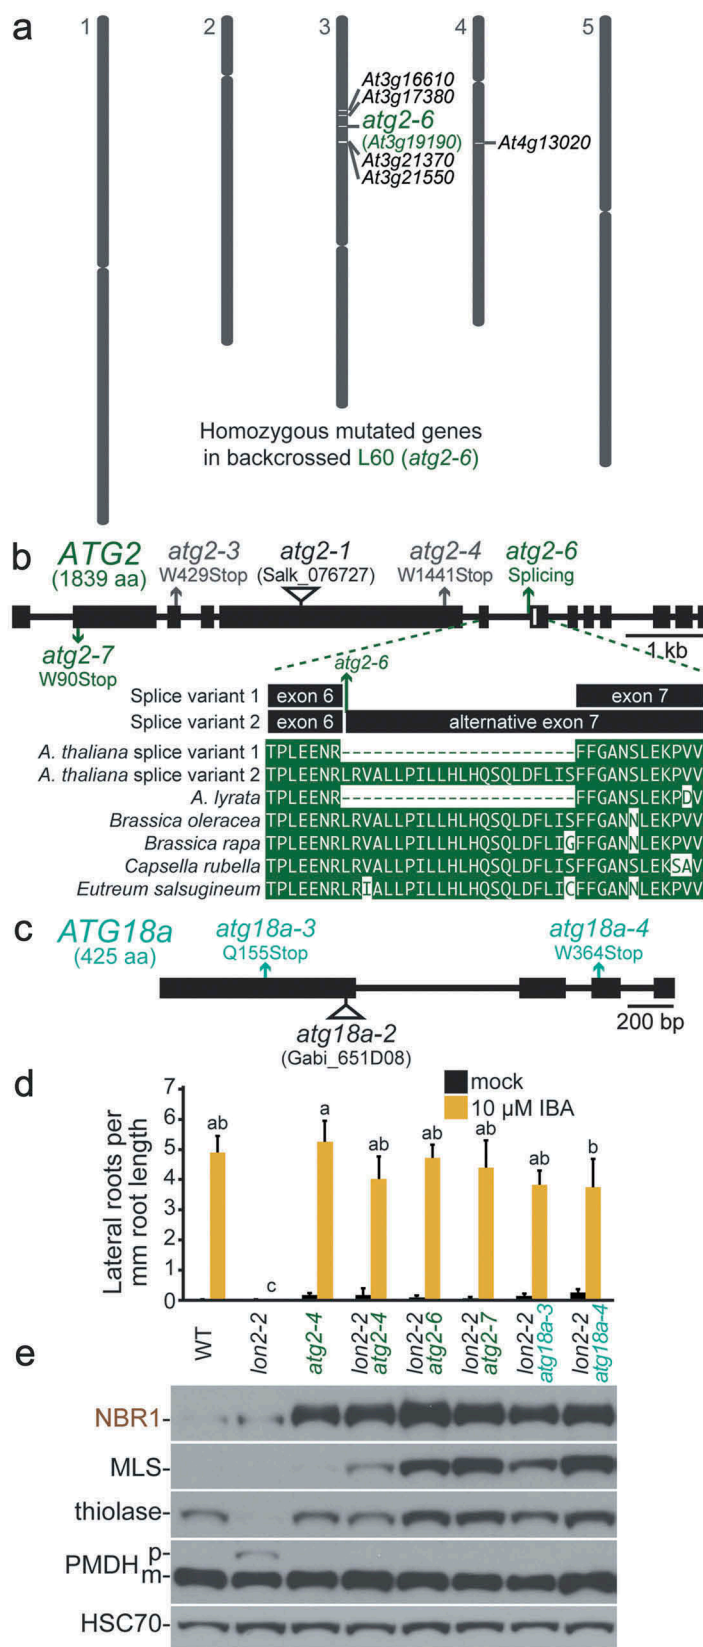 a
1
2
3
4
5
At3g16610
At3g17380
atg2-6
(At3g19190)
At3g21370
At3g21550
At4g13020
Homozygous mutated genes
in backcrossed L60 (atg2-6)
b
ATG2
(1839 aa)
atg2-3
W429Stop
atg2-1
(Salk_076727)
atg2-4
W1441Stop
atg2-6
Splicing
atg2-7
W90Stop
1 kb
atg2-6
Splice variant 1 exon 6 exon 7
Splice variant 2 exon 6 alternative exon 7
A. thaliana splice variant 1 TPLEENR--------------------------FFGANSLEKPVV
A. thaliana splice variant 2 TPLEENRLRVALLPILLHLHQSQLDFLISFFGANSLEKPVV
A. lyrata TPLEENR--------------------------FFGANSLEKPDV
Brassica oleracea TPLEENRLRVALLPILLHLHQSQLDFLISFFGANNLEKPVV
Brassica rapa TPLEENRLRVALLPILLHLHQSQLDFLIGFFGANNLEKPVV
Capsella rubella TPLEENRLRVALLPILLHLHQSQLDFLISFFGANSLEKSAV
Eutreum salsugineum TPLEENRLRIALLPILLHLHQSQLDFLICFFGANNLEKPVV
c
ATG18a
(425 aa)
atg18a-3
Q155Stop
atg18a-4
W364Stop
atg18a-2
(Gabi_651D08)
200 bp
d
mock
10 µM IBA
Lateral roots per
mm root length
7
6
5
4
3
2
1
0
ab
c
a
ab
ab
ab
ab
b
WT
lon2-2
atg2-4
lon2-2
atg2-4
lon2-2
atg2-6
lon2-2
atg2-7
lon2-2
atg18a-3
lon2-2
atg18a-4
e
NBR1-
MLS-
thiolase-
PMDH p-
m-
HSC70-